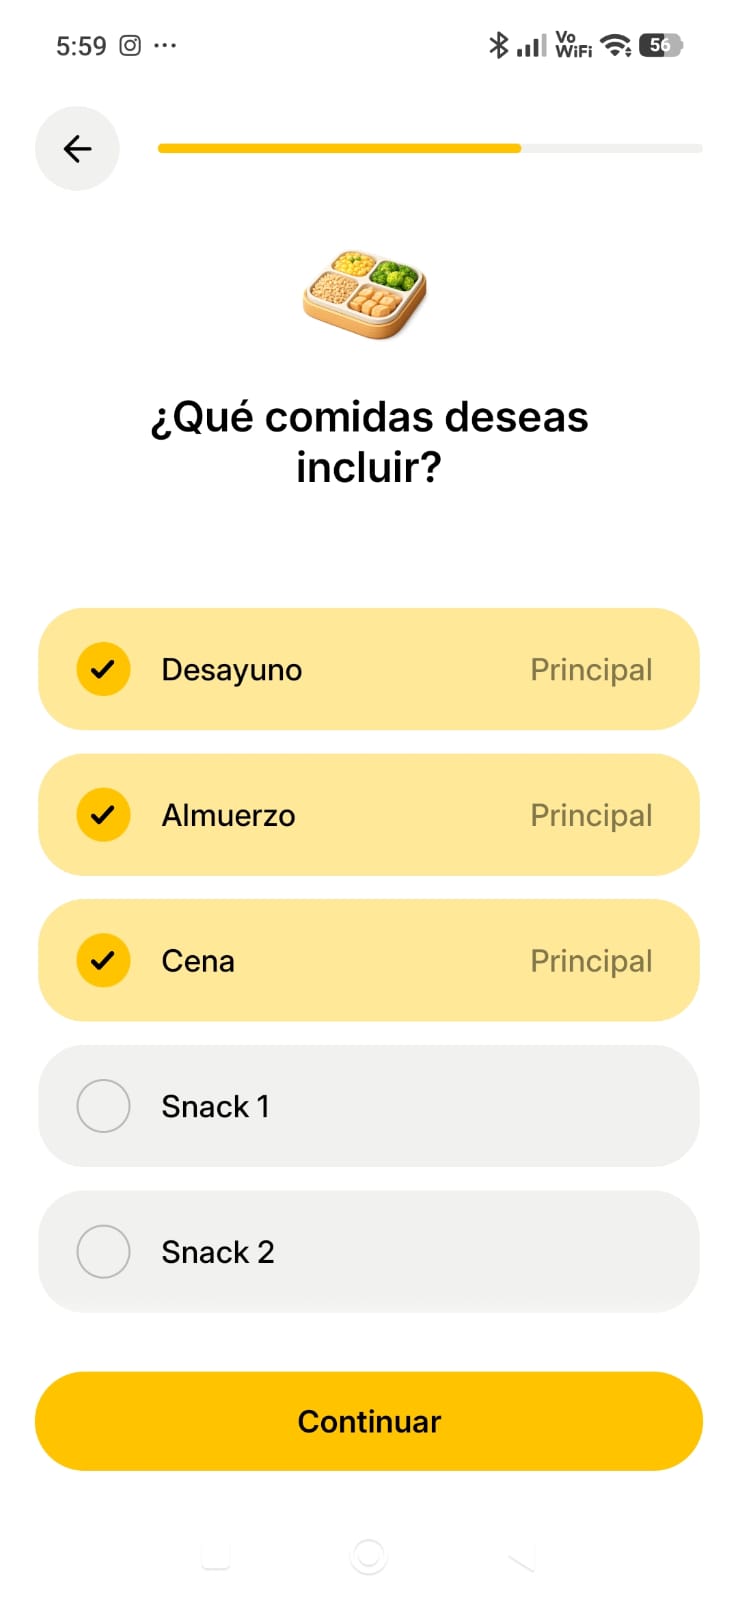 5:59
Vo
WiFi
56
¿Qué comidas deseas
incluir?
Desayuno Principal
Almuerzo Principal
Cena Principal
Snack 1
Snack 2
Continuar